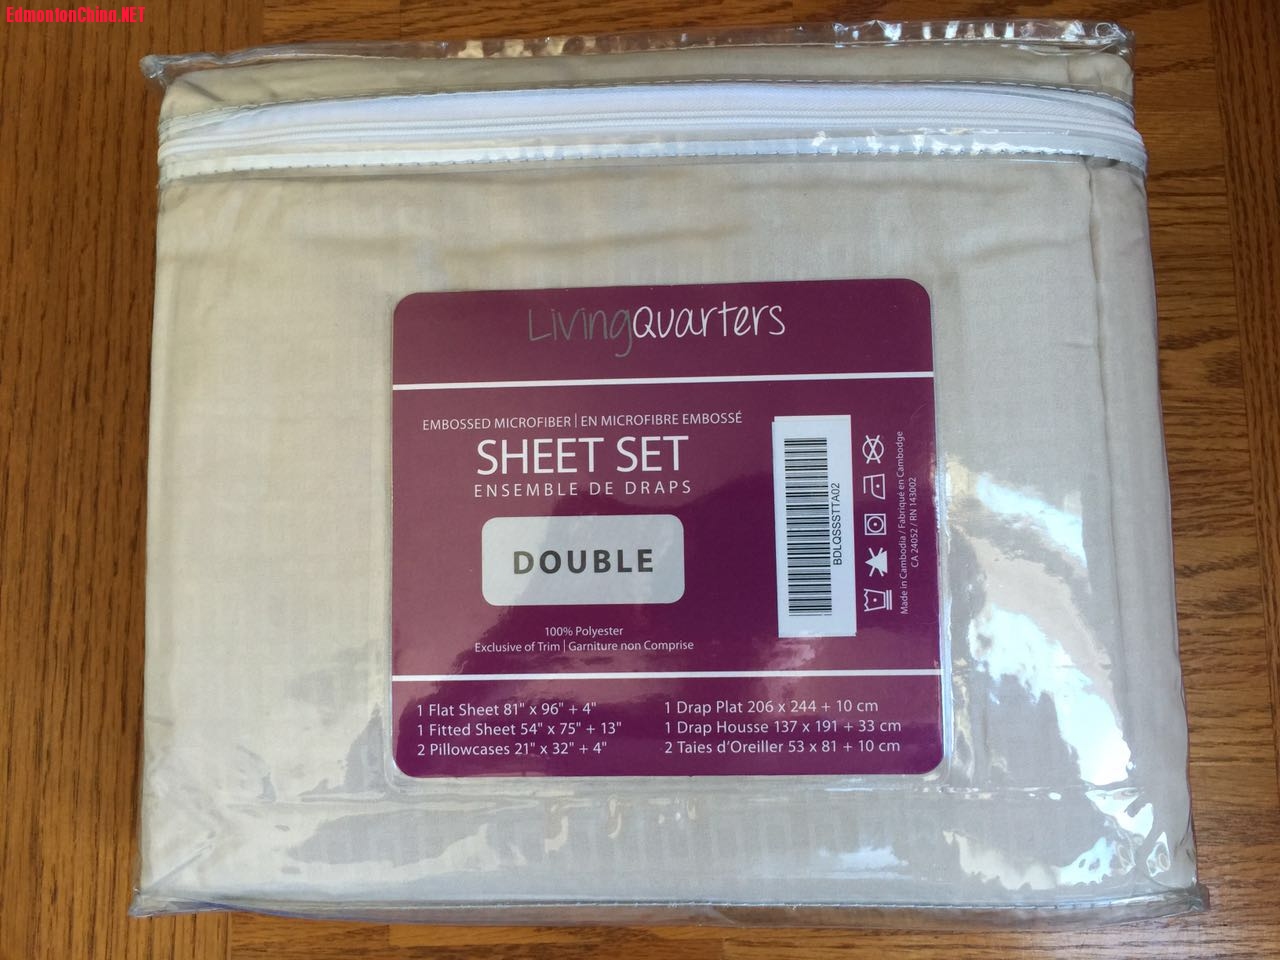 EdmontonChina.NET
LivingQuarters
EMBOSSED MICROFIBER | EN MICROFIBRE EMBOSSÉ
SHEET SET
ENSEMBLE DE DRAPS
DOUBLE
100% Polyester
Exclusive of Trim | Garniture non Comprise
BDLQSSSTTA02
Made in Cambodia / Fabriqué en Cambodge
CA 24052 / RN 143002
1 Flat Sheet 81" x 96" + 4"
1 Fitted Sheet 54" x 75" + 13"
2 Pillowcases 21" x 32" + 4"
1 Drap Plat 206 x 244 + 10 cm
1 Drap Housse 137 x 191 + 33 cm
2 Taies d'Oreiller 53 x 81 + 10 cm